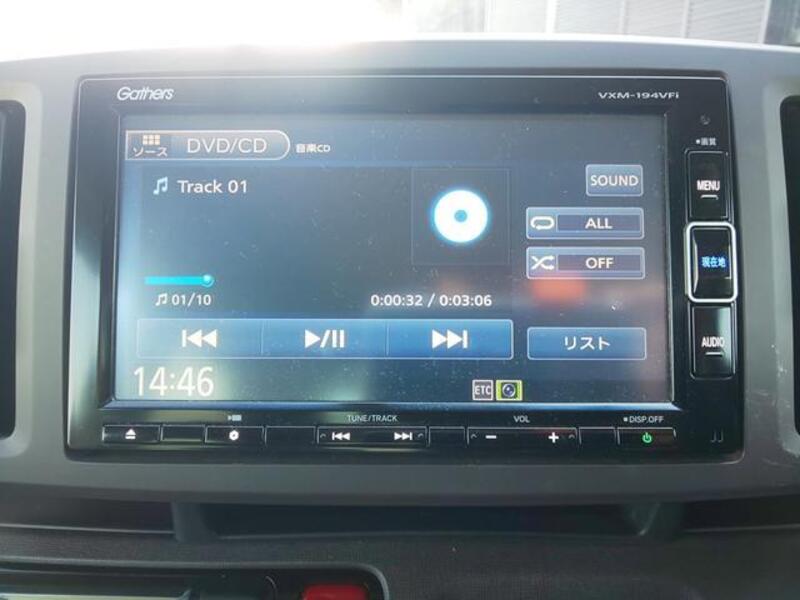 Gathers
VXM-194VFi
ソース DVD/CD 音楽CD
Track 01
SOUND
ALL
OFF
01/10
0:00:32 / 0:03:06
リスト
14:46
ETC
画質
MENU
現在地
AUDIO
TUNE/TRACK
VOL
DISP.OFF